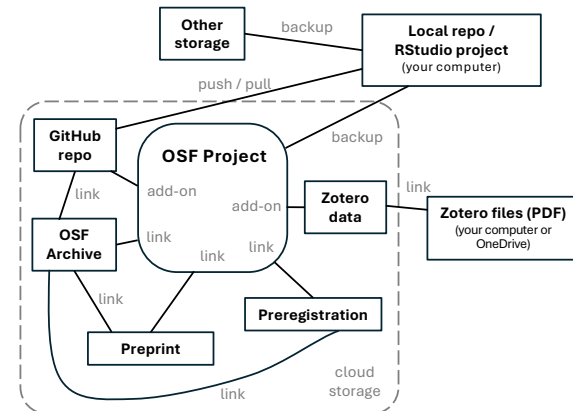 Other
storage
backup
Local repo /
RStudio project
(your computer)
push / pull
GitHub
repo
OSF Project
backup
link
add-on
add-on
Zotero
data
link
Zotero files (PDF)
(your computer or
OneDrive)
OSF
Archive
link
link
link
link
Preregistration
Preprint
cloud
storage
link